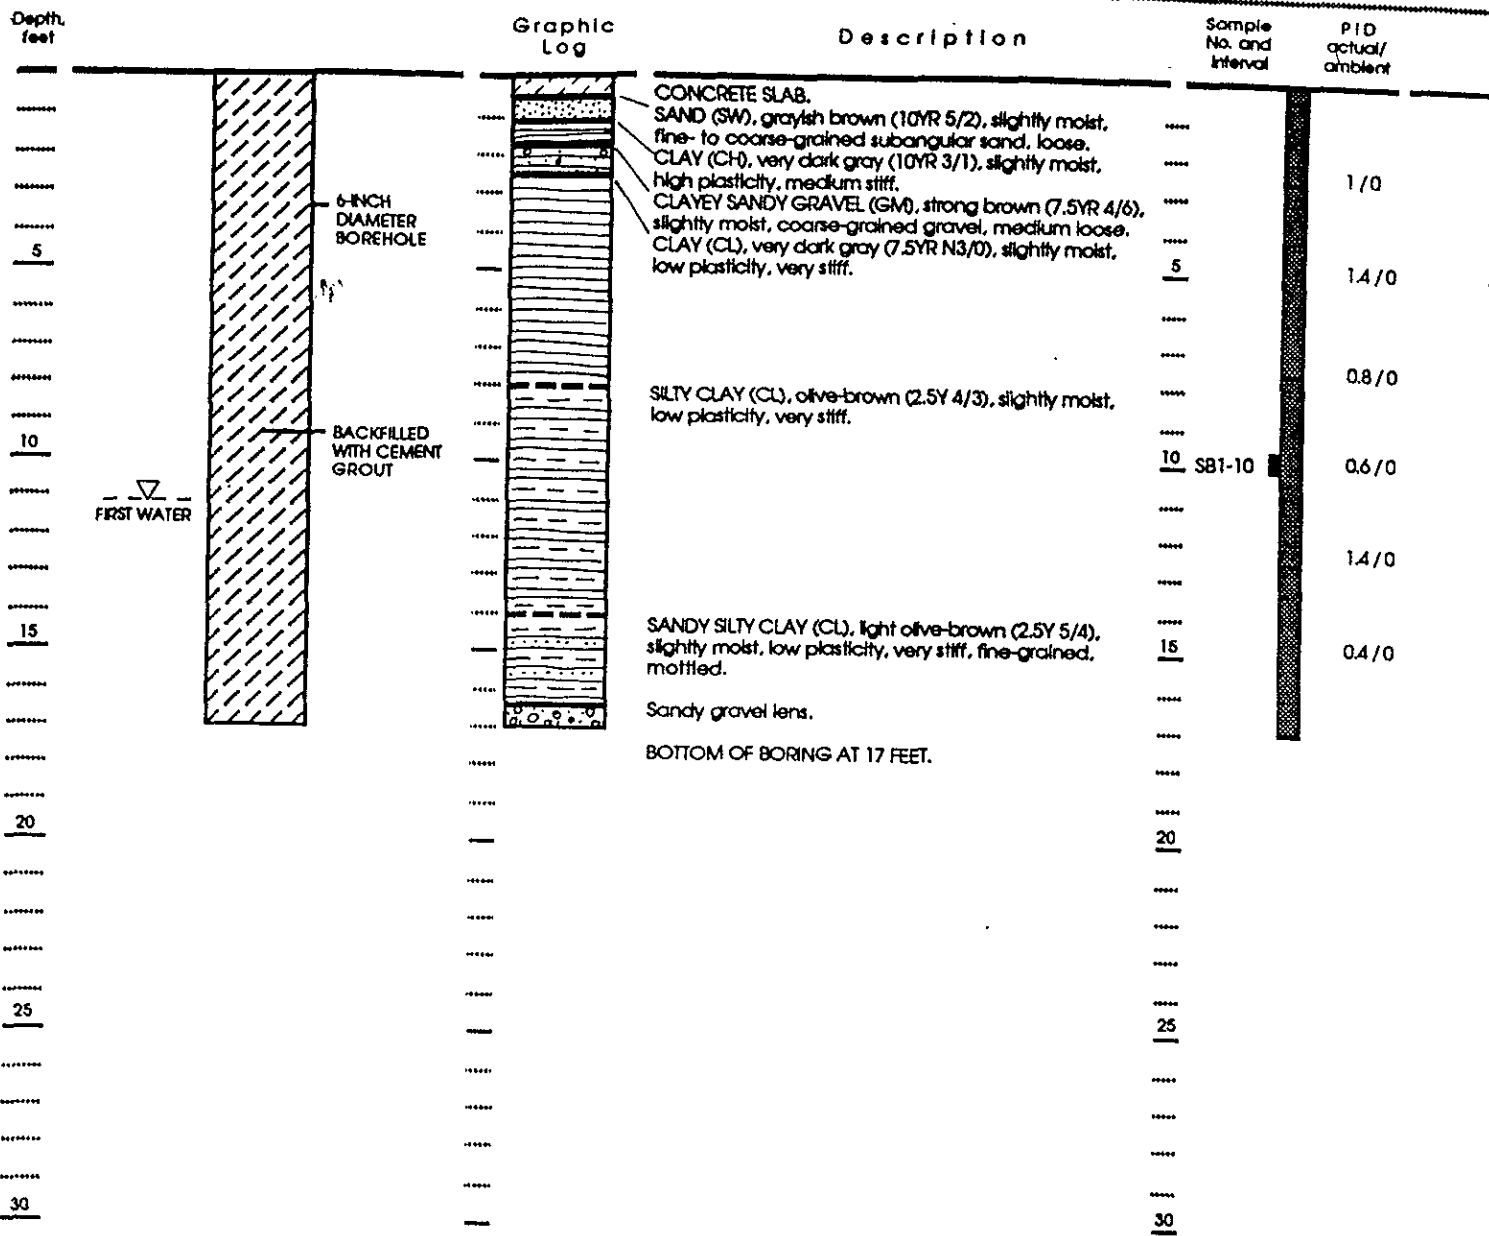 Depth,
feet
Graphic
Log
Description
Sample
No. and
Interval
PID
actual/
ambient
CONCRETE SLAB.
SAND (SW), grayish brown (10YR 5/2), slightly moist,
fine- to coarse-grained subangular sand, loose.
CLAY (CH), very dark gray (10YR 3/1), slightly moist,
high plasticity, medium stiff.
CLAYEY SANDY GRAVEL (GM), strong brown (7.5YR 4/6),
slightly moist, coarse-grained gravel, medium loose.
CLAY (CL), very dark gray (7.5YR N3/0), slightly moist,
low plasticity, very stiff.
1/0
6-INCH
DIAMETER
BOREHOLE
5
5
1.4/0
0.8/0
SILTY CLAY (CL), olive-brown (2.5Y 4/3), slightly moist,
low plasticity, very stiff.
10
BACKFILLED
WITH CEMENT
GROUT
10
SB1-10
0.6/0
FIRST WATER
1.4/0
15
SANDY SILTY CLAY (CL), light olive-brown (2.5Y 5/4),
slightly moist, low plasticity, very stiff, fine-grained,
mottled.
15
0.4/0
Sandy gravel lens.
BOTTOM OF BORING AT 17 FEET.
20
20
25
25
30
30